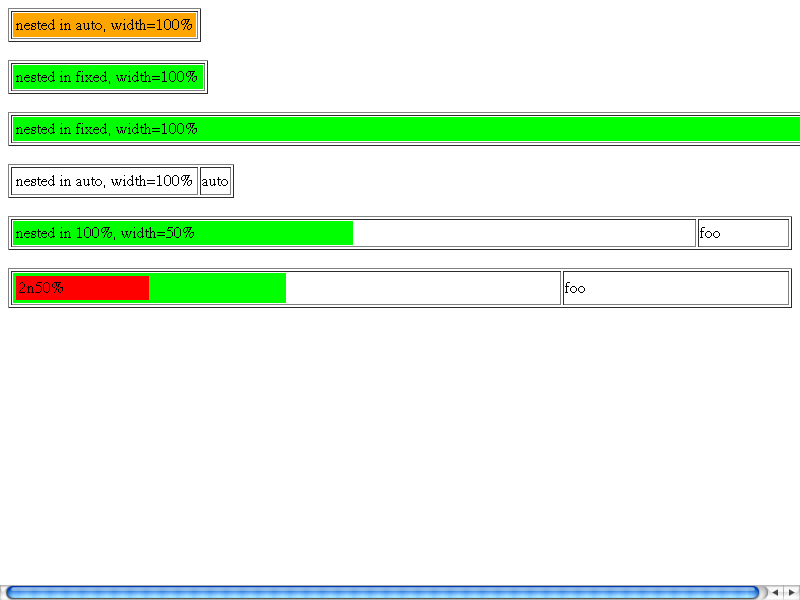 nested in auto, width=100%
nested in fixed, width=100%
nested in fixed, width=100%
nested in auto, width=100% auto
nested in 100%, width=50% foo
2n50% foo